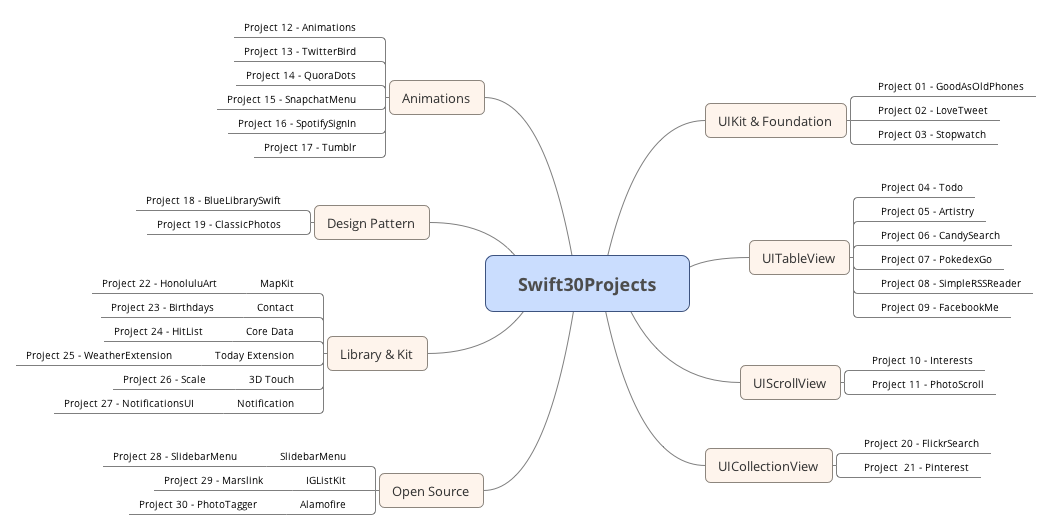 Swift30Projects
Animations
Project 12 - Animations
Project 13 - TwitterBird
Project 14 - QuoraDots
Project 15 - SnapchatMenu
Project 16 - SpotifySignIn
Project 17 - Tumblr
Design Pattern
Project 18 - BlueLibrarySwift
Project 19 - ClassicPhotos
Library & Kit
Project 22 - HonoluluArt MapKit
Project 23 - Birthdays Contact
Project 24 - HitList Core Data
Project 25 - WeatherExtension Today Extension
Project 26 - Scale 3D Touch
Project 27 - NotificationsUI Notification
Open Source
Project 28 - SlidebarMenu SlidebarMenu
Project 29 - Marslink IGListKit
Project 30 - PhotoTagger Alamofire
UIKit & Foundation
Project 01 - GoodAsOldPhones
Project 02 - LoveTweet
Project 03 - Stopwatch
UITableView
Project 04 - Todo
Project 05 - Artistry
Project 06 - CandySearch
Project 07 - PokedexGo
Project 08 - SimpleRSSReader
Project 09 - FacebookMe
UIScrollView
Project 10 - Interests
Project 11 - PhotoScroll
UICollectionView
Project 20 - FlickrSearch
Project  21 - Pinterest